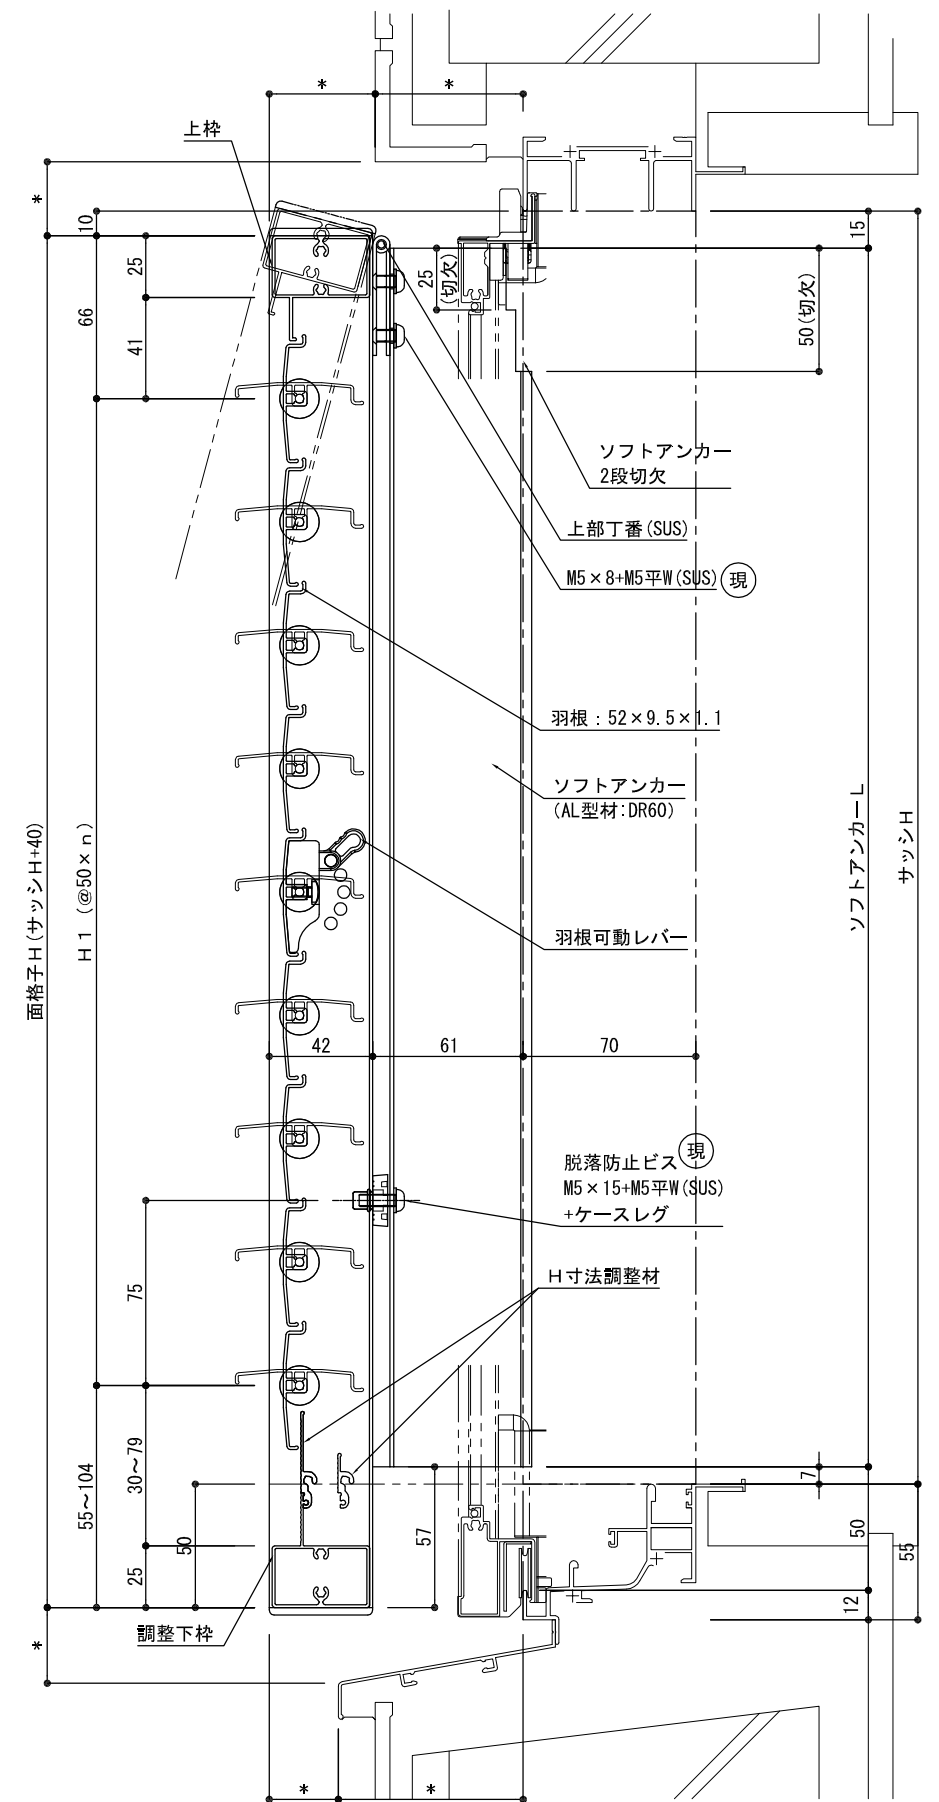 *
*
上枠
*
10
15
25
25
(切欠)
50(切欠)
66
41
ソフトアンカー
2段切欠
上部丁番(SUS)
M5×8+M5平W(SUS)
現
羽根：52×9.5×1.1
ソフトアンカー
(AL型材:DR60)
面格子H(サッシH+40)
H1 (@50×n)
ソフトアンカーL
サッシH
羽根可動レバー
42
61
70
脱落防止ビス
現
M5×15+M5平W(SUS)
+ケースレグ
H寸法調整材
75
30～79
55～104
7
50
57
50
55
25
12
調整下枠
*
*
*